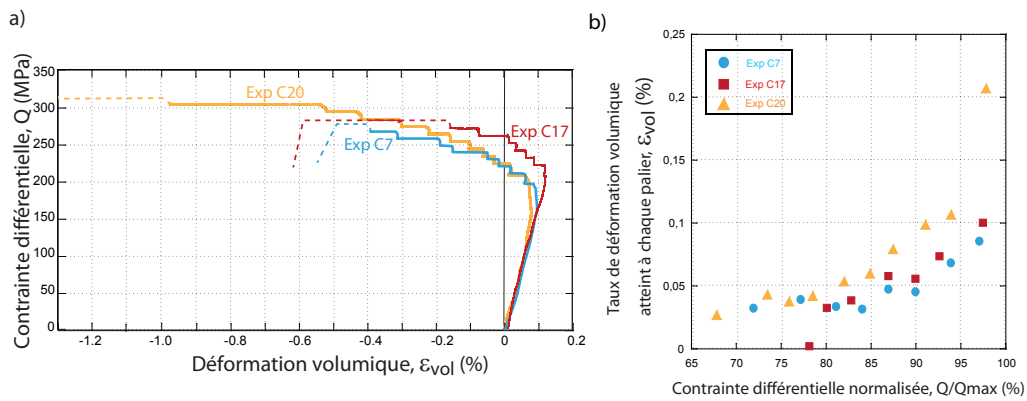 a)
Contrainte différentielle, Q (MPa)
350
300
250
200
150
100
50
0
Exp C20
Exp C17
Exp C7
-1.2
-1.0
-0.8
-0.6
-0.4
-0.2
0
0.2
Déformation volumique, εvol (%)
b)
Taux de déformation volumique
atteint à chaque palier, εvol (%)
0,25
0,2
0,15
0,1
0,05
0
Exp C7
Exp C17
Exp C20
65
70
75
80
85
90
95
100
Contrainte différentielle normalisée, Q/Qmax (%)